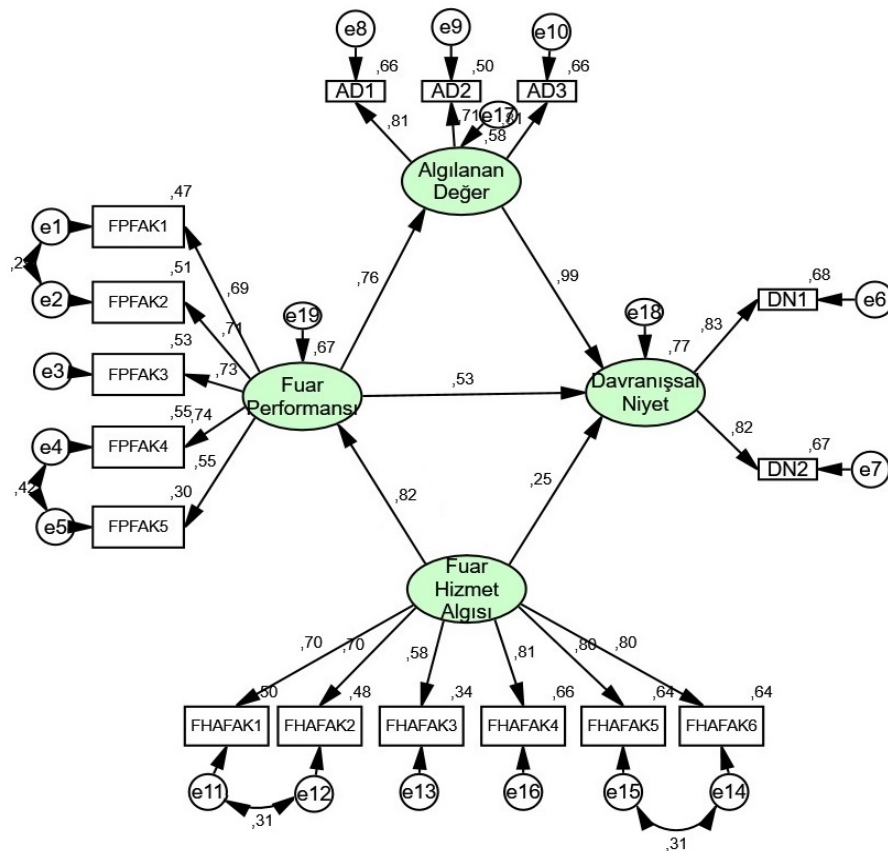 e8
e9
e10
,66
,50
,66
AD1
AD2
AD3
,81
,71
e17
,81
,58
Algılanan
Değer
,47
e1
FPFAK1
,51
e2
FPFAK2
,69
,76
,99
,71
e19
,67
e18
,77
,68
DN1
e6
,83
,53
e3
FPFAK3
,73
Fuar
Performansı
,53
Davranışsal
Niyet
,55
,74
e4
FPFAK4
,42
,55
,30
e5
FPFAK5
,82
,67
DN2
e7
,82
,25
Fuar
Hizmet
Algısı
,70
,70
,58
,81
,80
,80
,50
,48
,34
,66
,64
,64
FHAFAK1
FHAFAK2
FHAFAK3
FHAFAK4
FHAFAK5
FHAFAK6
e11
e12
e13
e16
e15
e14
,31
,31